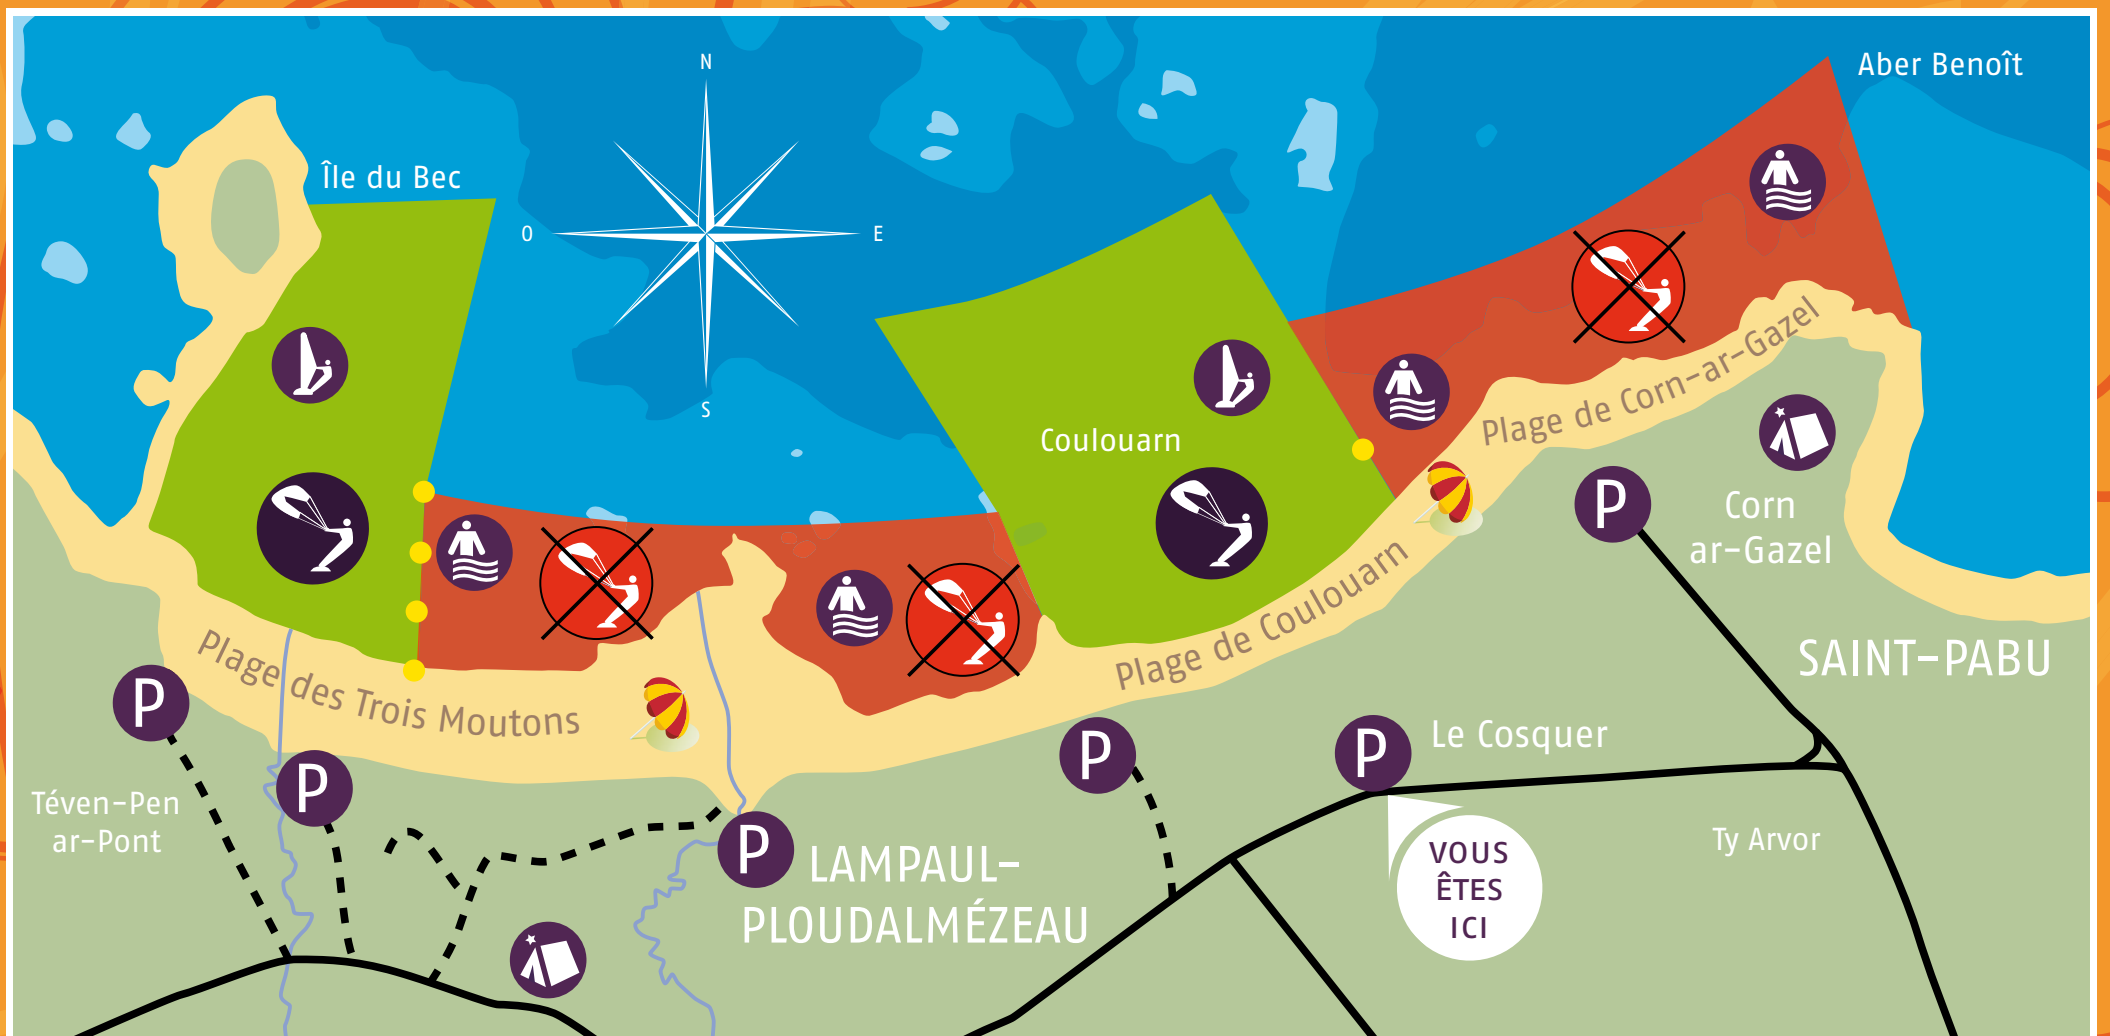 Aber Benoît
N
Île du Bec
O
E
S
Coulouarn
Plage de Corn-ar-Gazel
P
Corn
ar-Gazel
Plage de Coulouarn
Plage des Trois Moutons
SAINT-PABU
P
P
P
Le Cosquer
P
Téven-Pen
ar-Pont
Ty Arvor
P
LAMPAUL-
PLOUDALMÉZEAU
VOUS
ÊTES
ICI